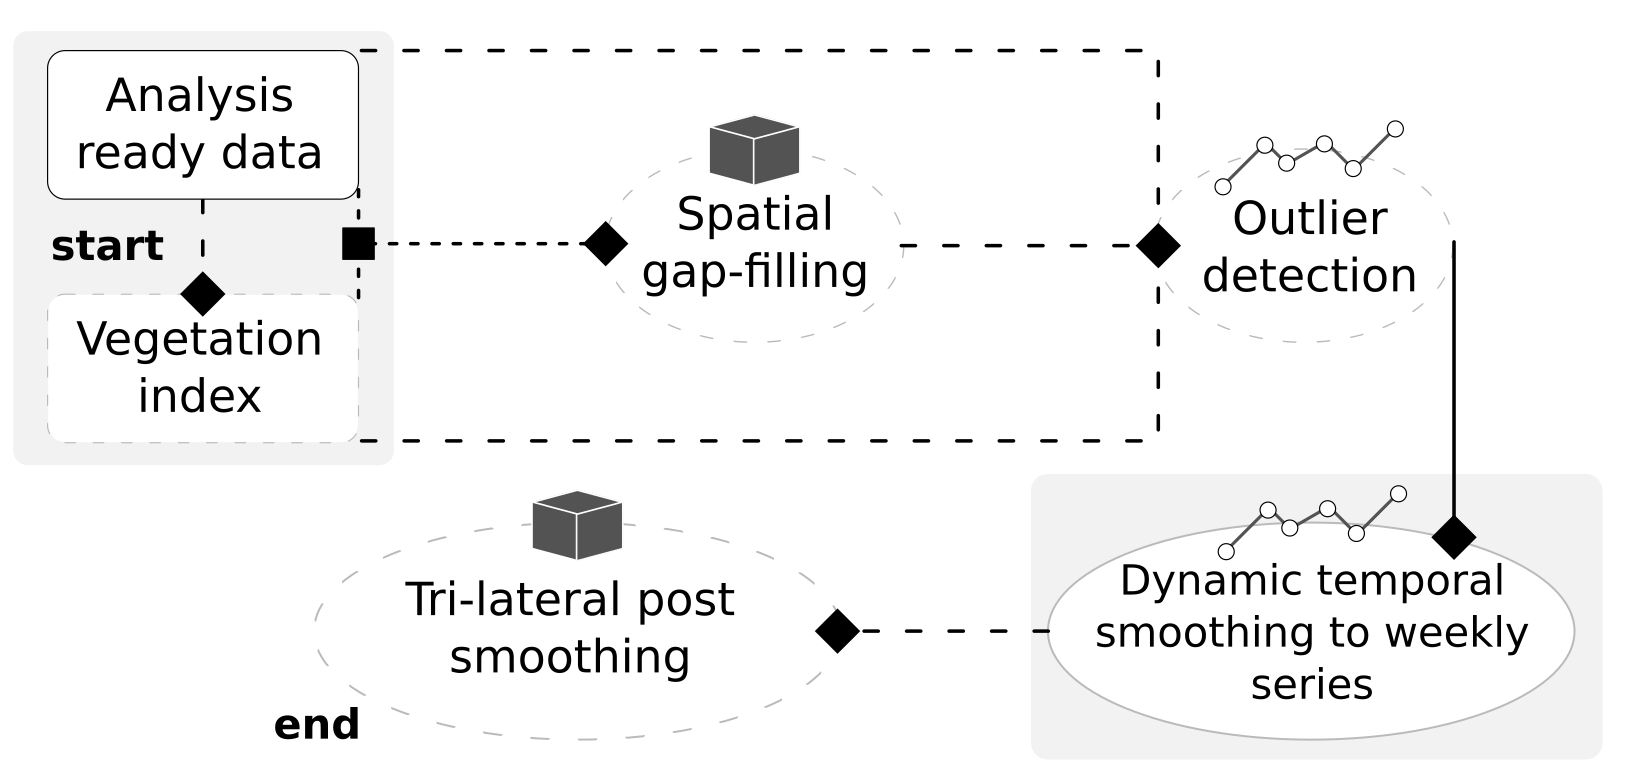 Analysis
ready data
start
Vegetation
index
Spatial
gap-filling
Outlier
detection
Dynamic temporal
smoothing to weekly
series
Tri-lateral post
smoothing
end